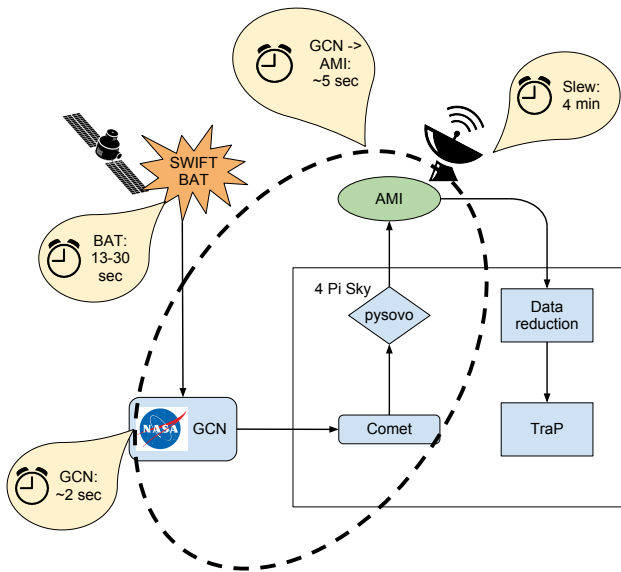 GCN ->
AMI:
~5 sec
Slew:
4 min
SWIFT
BAT
AMI
BAT:
13-30
sec
4 Pi Sky
pysovo
Data
reduction
NASA
GCN
Comet
TraP
GCN:
~2 sec